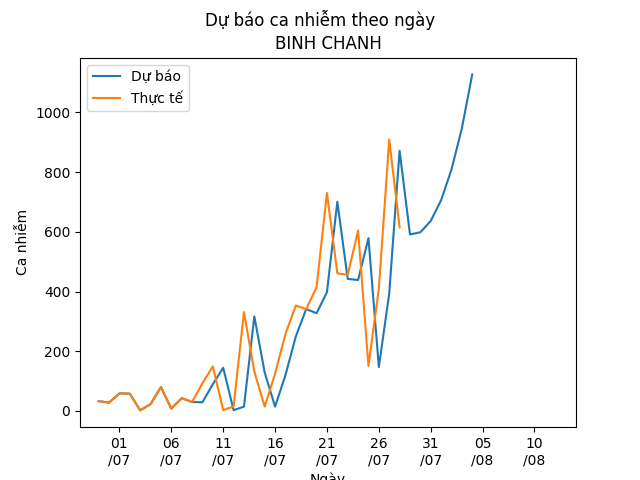 Dự báo ca nhiễm theo ngày
BINH CHANH
Dự báo
Thực tế
Ca nhiễm
1000
800
600
400
200
0
01 06 11 16 21 26 31 05 10
/07 /07 /07 /07 /07 /07 /07 /08 /08
Ngày